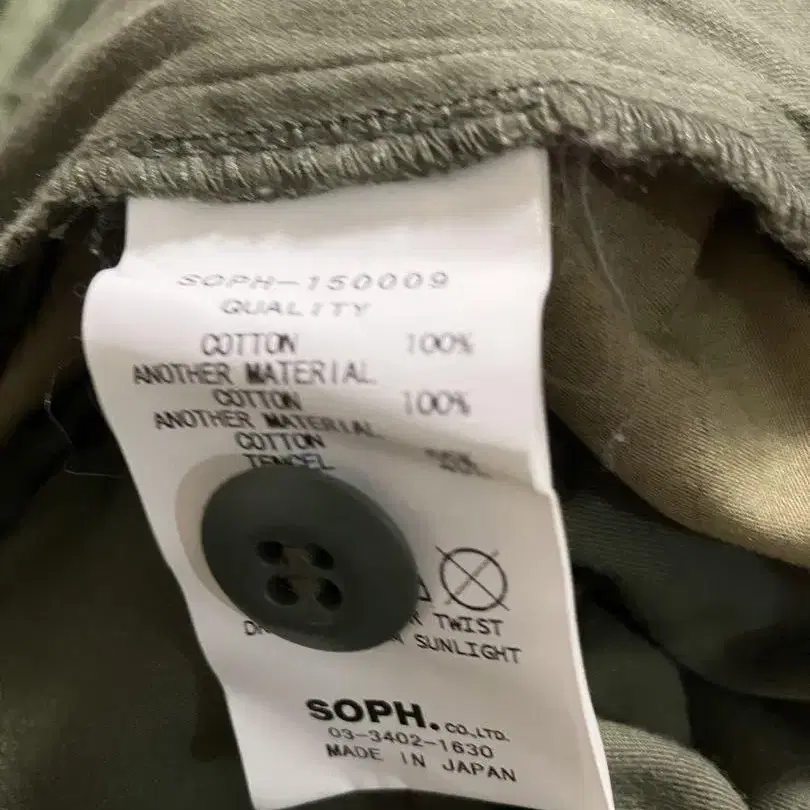 SOPH-150009
QUALITY
COTTON 100%
ANOTHER MATERIAL
COTTON 100%
ANOTHER MATERIAL
COTTON
TENCEL
TWIST
SUNLIGHT
SOPH. CO.,LTD.
03-3402-1630
MADE IN JAPAN